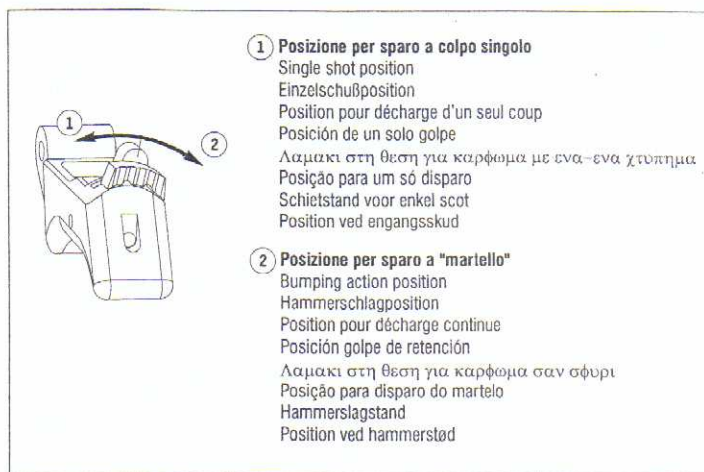 1 Posizione per sparo a colpo singolo
Single shot position
Einzelschußposition
Position pour décharge d'un seul coup
Posición de un solo golpe
Λαμακι στη θεση για καρφωμα με ενα-ενα χτυπημα
Posição para um só disparo
Schietstand voor enkel scot
Position ved engangsskud
1
2
2 Posizione per sparo a "martello"
Bumping action position
Hammerschlagposition
Position pour décharge continue
Posición golpe de retención
Λαμακι στη θεση για καρφωμα σαν σφυρι
Posição para disparo do martelo
Hammerslagstand
Position ved hammerstød